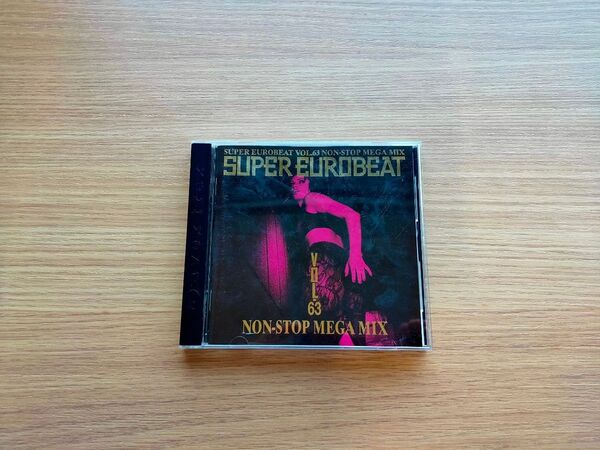 SUPER EUROBEAT VOL.63 NON-STOP MEGA MIX
SUPER EUROBEAT
VOL
63
NON-STOP MEGA MIX